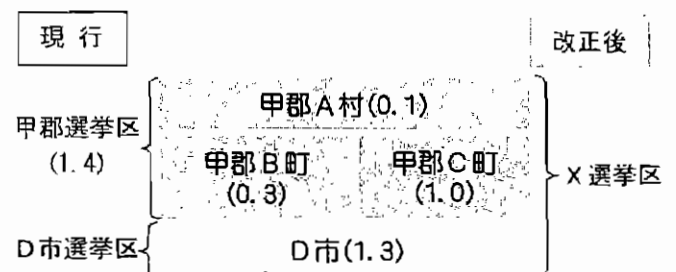 現行
改正後
甲郡A村(0.1)
甲郡選挙区
(1.4)
甲郡B町
(0.3)
甲郡C町
(1.0)
X選挙区
D市選挙区
D市(1.3)